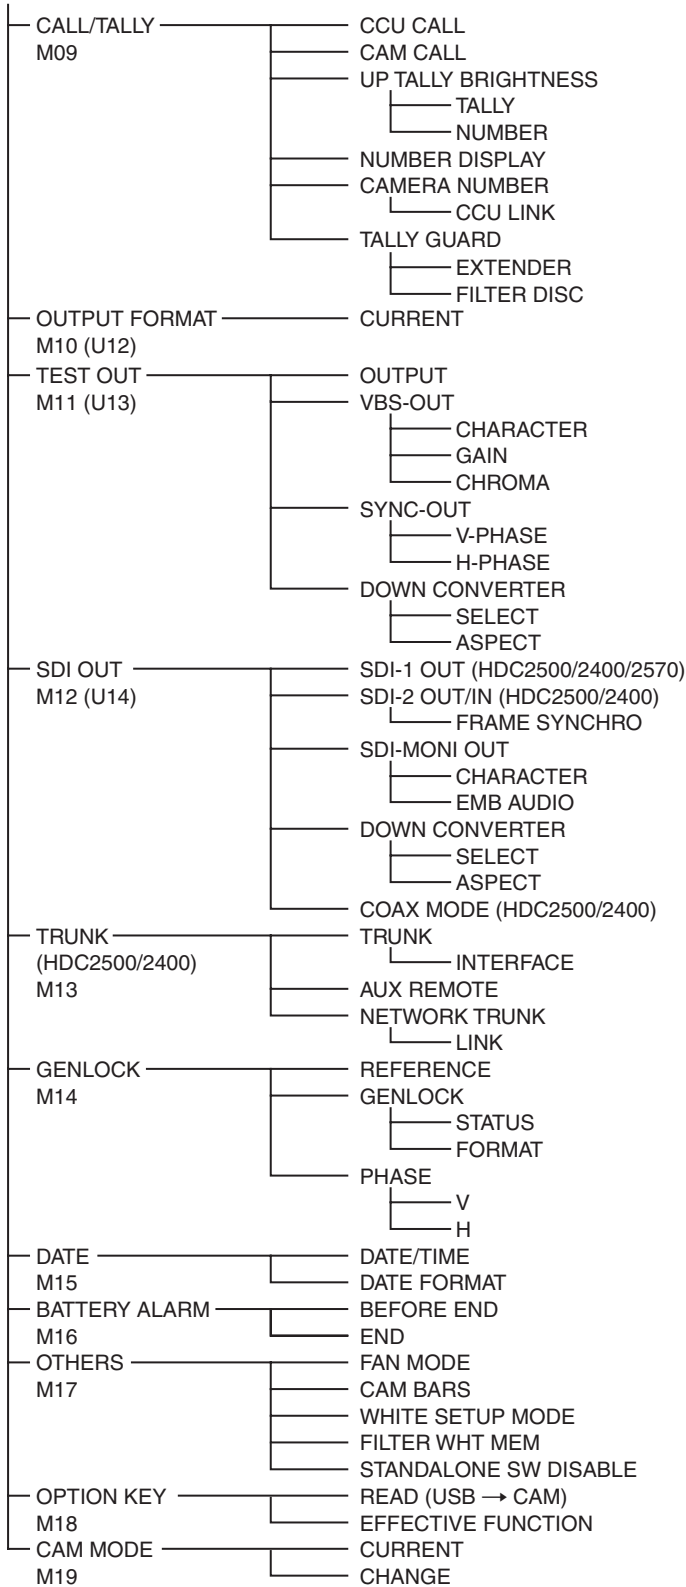 CALL/TALLY CCU CALL
M09 CAM CALL
UP TALLY BRIGHTNESS
TALLY
NUMBER
NUMBER DISPLAY
CAMERA NUMBER
CCU LINK
TALLY GUARD
EXTENDER
FILTER DISC
OUTPUT FORMAT CURRENT
M10 (U12)
TEST OUT OUTPUT
M11 (U13) VBS-OUT
CHARACTER
GAIN
CHROMA
SYNC-OUT
V-PHASE
H-PHASE
DOWN CONVERTER
SELECT
ASPECT
SDI OUT SDI-1 OUT (HDC2500/2400/2570)
M12 (U14) SDI-2 OUT/IN (HDC2500/2400)
FRAME SYNCHRO
SDI-MONI OUT
CHARACTER
EMB AUDIO
DOWN CONVERTER
SELECT
ASPECT
COAX MODE (HDC2500/2400)
TRUNK TRUNK
(HDC2500/2400) INTERFACE
M13 AUX REMOTE
NETWORK TRUNK
LINK
GENLOCK REFERENCE
M14 GENLOCK
STATUS
FORMAT
PHASE
V
H
DATE DATE/TIME
M15 DATE FORMAT
BATTERY ALARM BEFORE END
M16 END
OTHERS FAN MODE
M17 CAM BARS
WHITE SETUP MODE
FILTER WHT MEM
STANDALONE SW DISABLE
OPTION KEY READ (USB → CAM)
M18 EFFECTIVE FUNCTION
CAM MODE CURRENT
M19 CHANGE